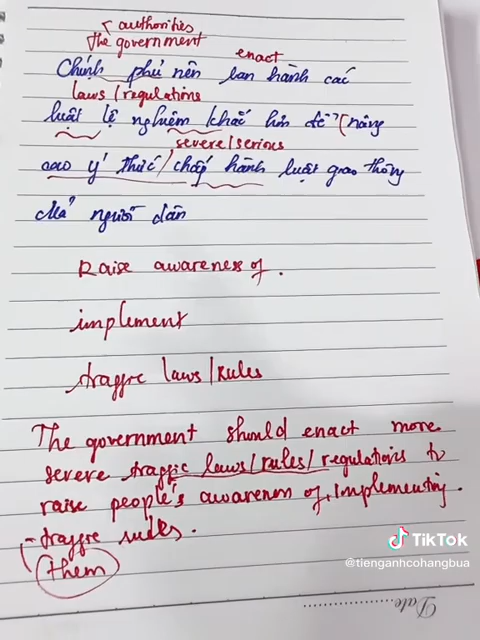 authorities
The government
enact
Chính phủ nên ban hành các
laws/regulations
luật lệ nghiêm khắc hơn để (nâng
severe/serious
cao ý thức/chấp hành luật giao thông
của người dân
Raise awareness of.
implement
traffic laws/rules
The government should enact more
severe traffic laws/rules/regulations to
raise people's awareness of, implementing.
traffic rules.
them
TikTok
@tienganhcohangbua
Date